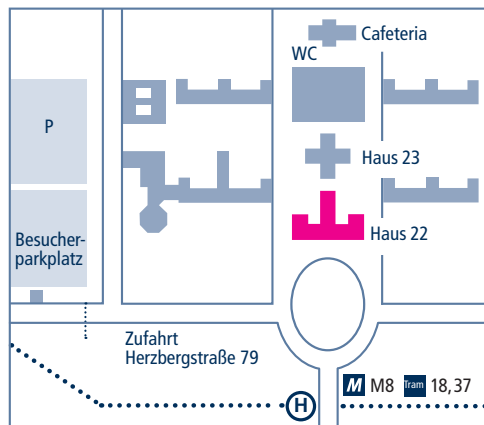 Cafeteria
WC
P
Haus 23
Haus 22
Besucher-
parkplatz
Zufahrt
Herzbergstraße 79
M M8 Tram 18, 37
H